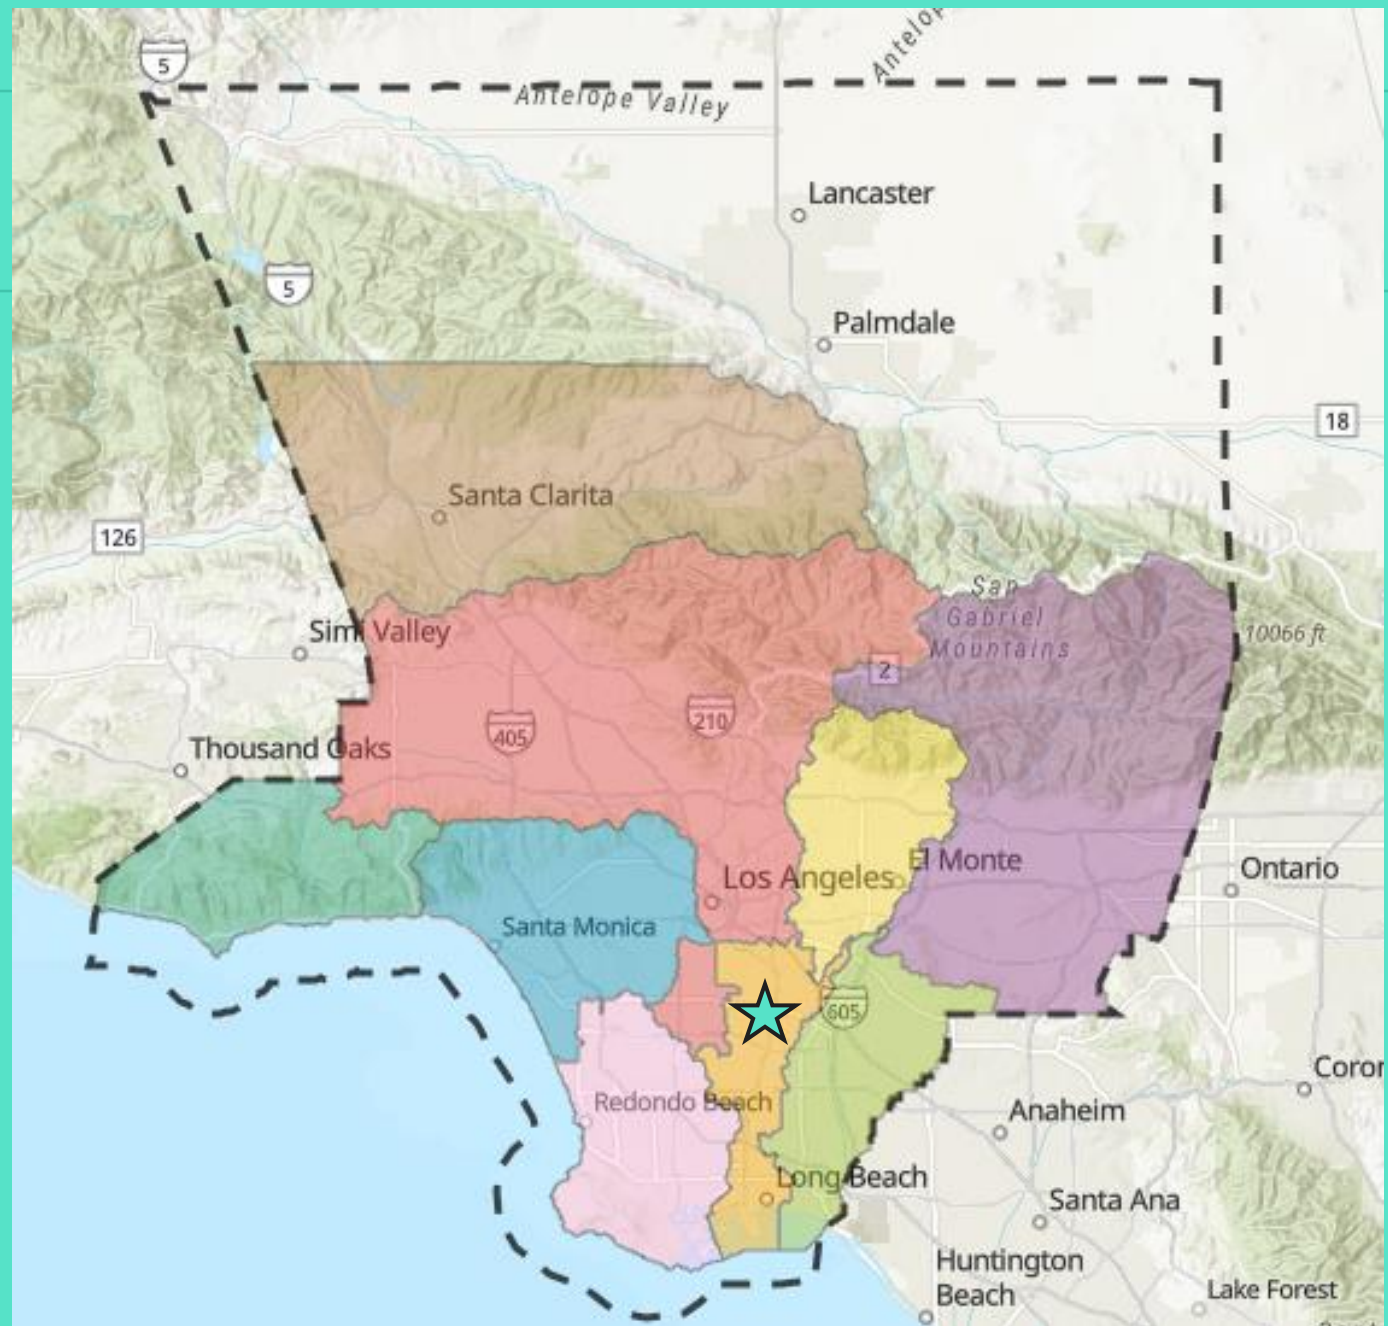 5
Antelop
Antelope Valley
Lancaster
5
Palmdale
18
Santa Clarita
126
San
Gabriel
Mountains
Simi Valley
10066 ft
2
210
405
Thousand Oaks
El Monte
Ontario
Los Angeles
Santa Monica
605
Coror
Redondo Beach
Anaheim
Long Beach
Santa Ana
Huntington
Beach
Lake Forest